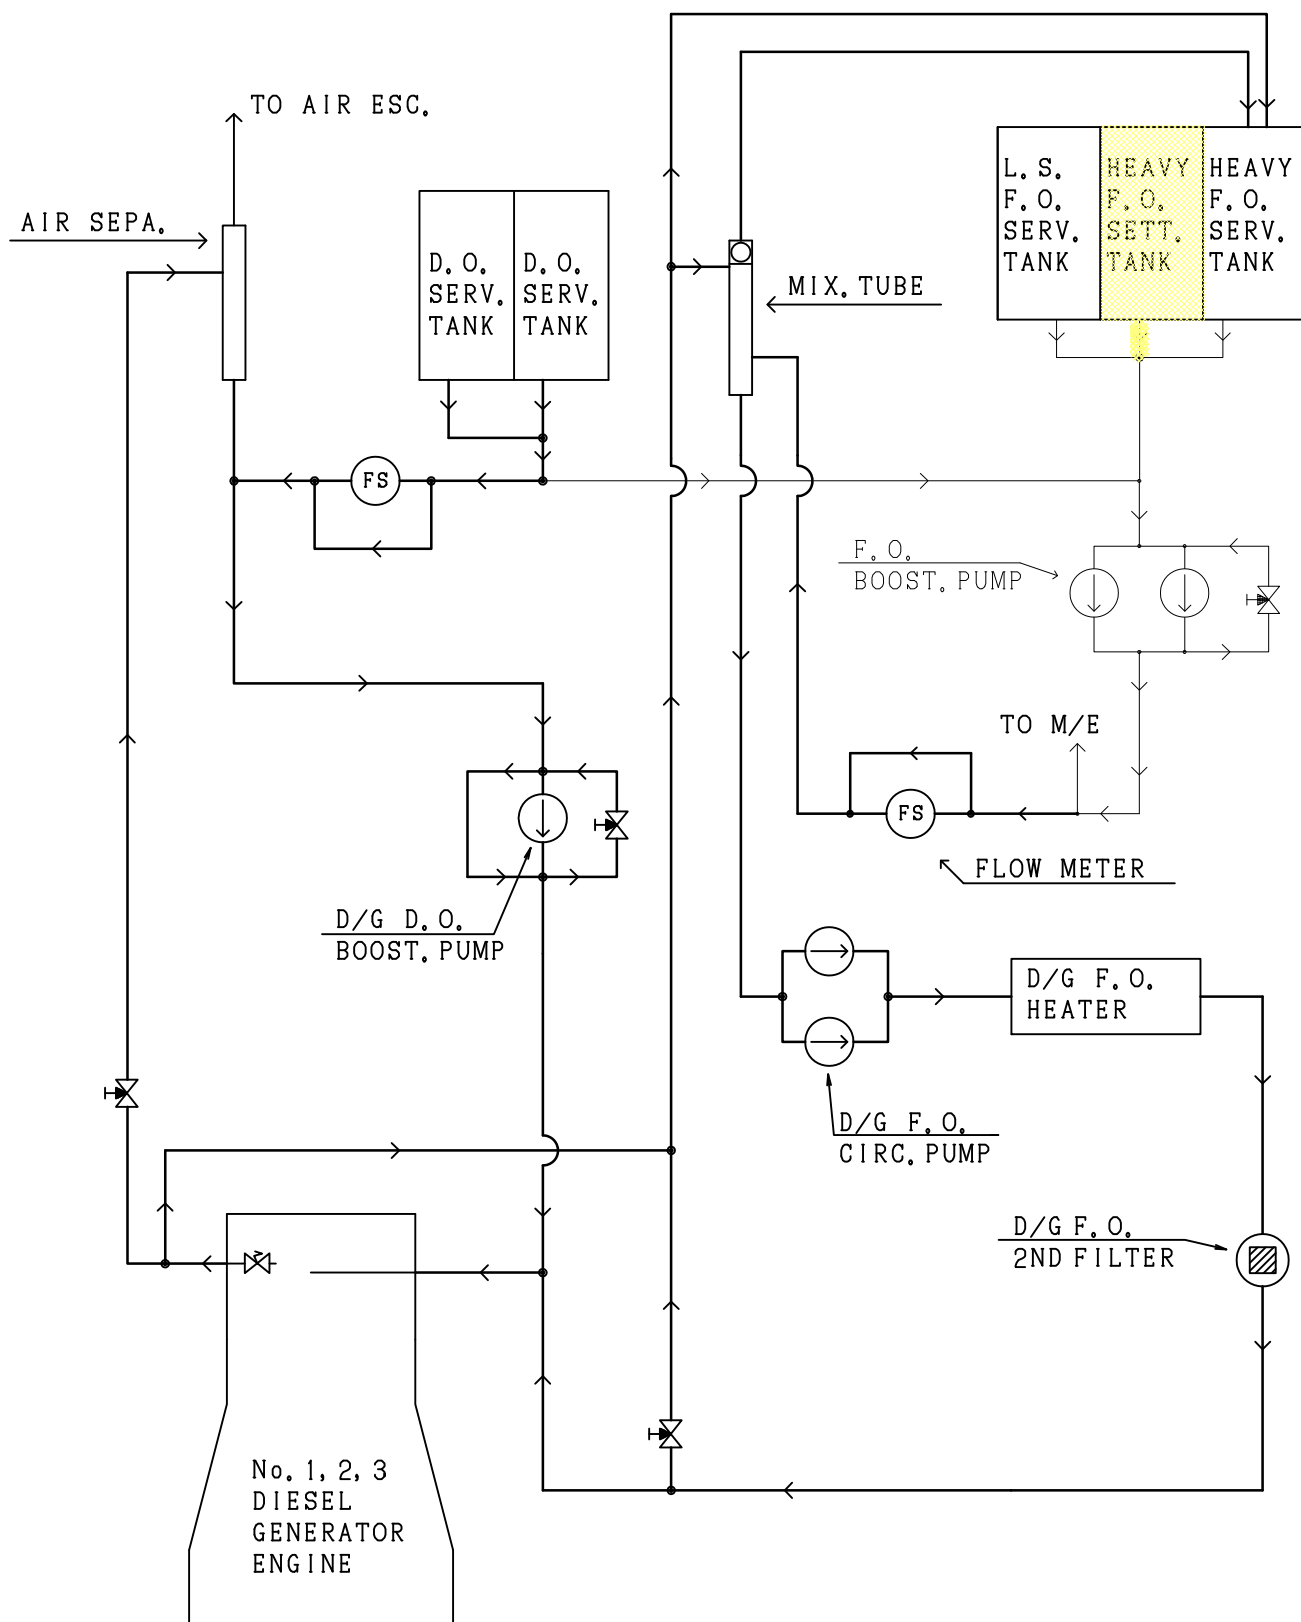 TO AIR ESC.
AIR SEPA.
D.O.
SERV.
TANK
D.O.
SERV.
TANK
MIX. TUBE
L.S.
F.O.
SERV.
TANK
HEAVY
F.O.
SETT.
TANK
HEAVY
F.O.
SERV.
TANK
FS
F.O.
BOOST. PUMP
TO M/E
FS
FLOW METER
D/G D.O.
BOOST. PUMP
D/G F.O.
HEATER
D/G F.O.
CIRC. PUMP
D/G F.O.
2ND FILTER
No. 1, 2, 3
DIESEL
GENERATOR
ENGINE